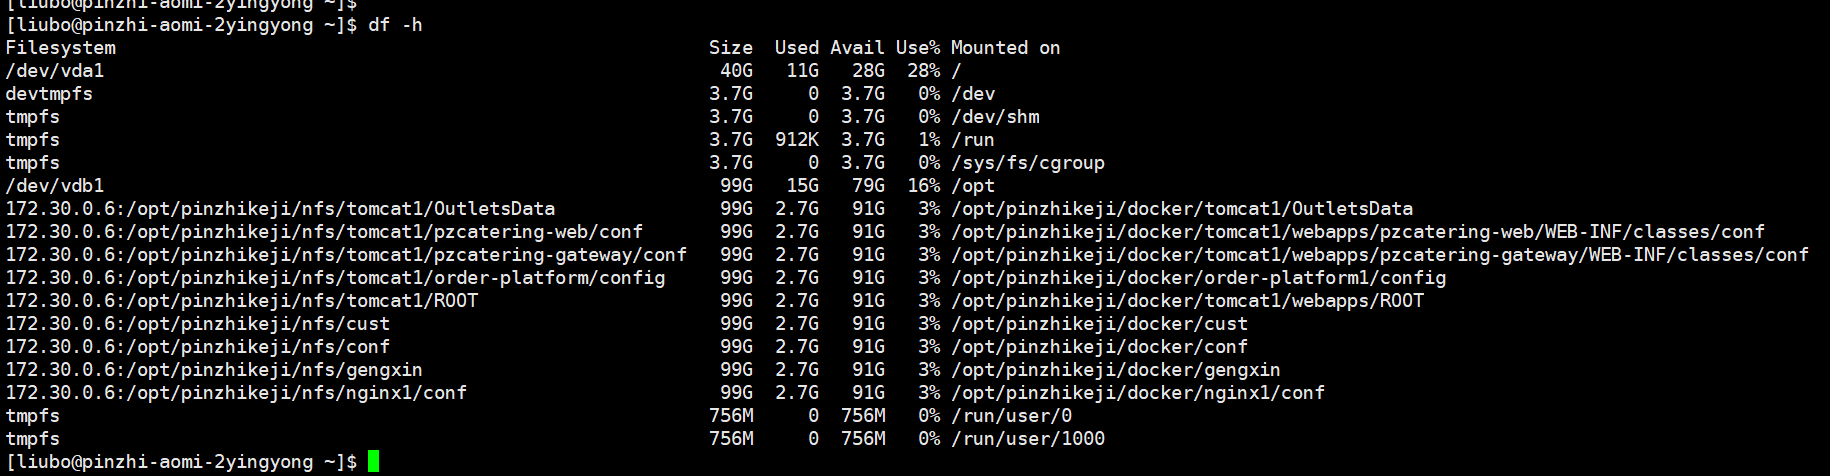 [liubo@pinzhi-aomi-2yingyong ~]$
[liubo@pinzhi-aomi-2yingyong ~]$ df -h
Filesystem Size Used Avail Use% Mounted on
/dev/vda1 40G 11G 28G 28% /
devtmpfs 3.7G 0 3.7G 0% /dev
tmpfs 3.7G 0 3.7G 0% /dev/shm
tmpfs 3.7G 912K 3.7G 1% /run
tmpfs 3.7G 0 3.7G 0% /sys/fs/cgroup
/dev/vdb1 99G 15G 79G 16% /opt
172.30.0.6:/opt/pinzhikeji/nfs/tomcat1/OutletsData 99G 2.7G 91G 3% /opt/pinzhikeji/docker/tomcat1/OutletsData
172.30.0.6:/opt/pinzhikeji/nfs/tomcat1/pzcatering-web/conf 99G 2.7G 91G 3% /opt/pinzhikeji/docker/tomcat1/webapps/pzcatering-web/WEB-INF/classes/conf
172.30.0.6:/opt/pinzhikeji/nfs/tomcat1/pzcatering-gateway/conf 99G 2.7G 91G 3% /opt/pinzhikeji/docker/tomcat1/webapps/pzcatering-gateway/WEB-INF/classes/conf
172.30.0.6:/opt/pinzhikeji/nfs/tomcat1/order-platform/config 99G 2.7G 91G 3% /opt/pinzhikeji/docker/order-platform1/config
172.30.0.6:/opt/pinzhikeji/nfs/tomcat1/ROOT 99G 2.7G 91G 3% /opt/pinzhikeji/docker/tomcat1/webapps/ROOT
172.30.0.6:/opt/pinzhikeji/nfs/cust 99G 2.7G 91G 3% /opt/pinzhikeji/docker/cust
172.30.0.6:/opt/pinzhikeji/nfs/conf 99G 2.7G 91G 3% /opt/pinzhikeji/docker/conf
172.30.0.6:/opt/pinzhikeji/nfs/gengxin 99G 2.7G 91G 3% /opt/pinzhikeji/docker/gengxin
172.30.0.6:/opt/pinzhikeji/nfs/nginx1/conf 99G 2.7G 91G 3% /opt/pinzhikeji/docker/nginx1/conf
tmpfs 756M 0 756M 0% /run/user/0
tmpfs 756M 0 756M 0% /run/user/1000
[liubo@pinzhi-aomi-2yingyong ~]$